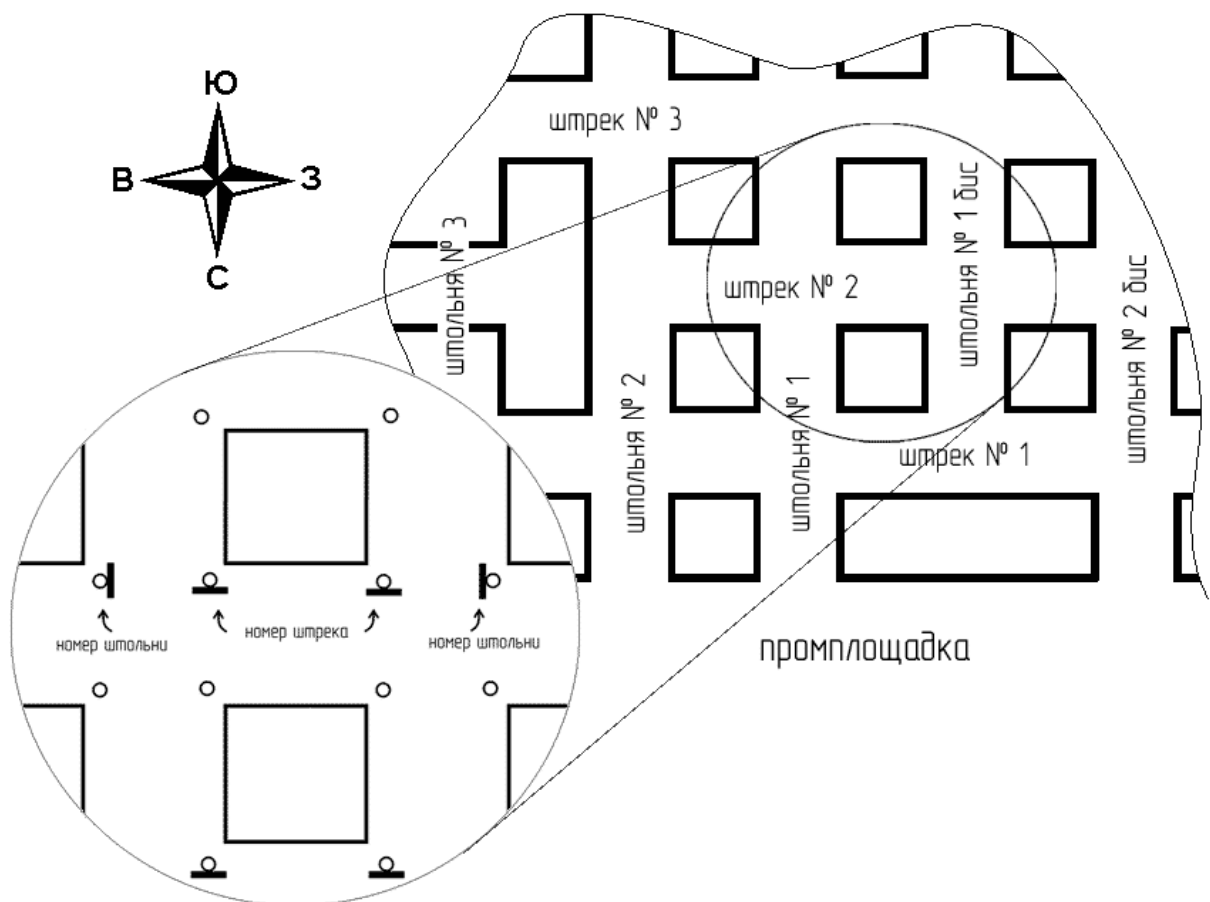 Ю
В
З
С
штрек № 3
штольня № 3
штольня № 1 бис
штрек № 2
штольня № 2 бис
штольня № 2
штольня № 1
штрек № 1
номер штольни
номер штрека
номер штольни
промплощадка